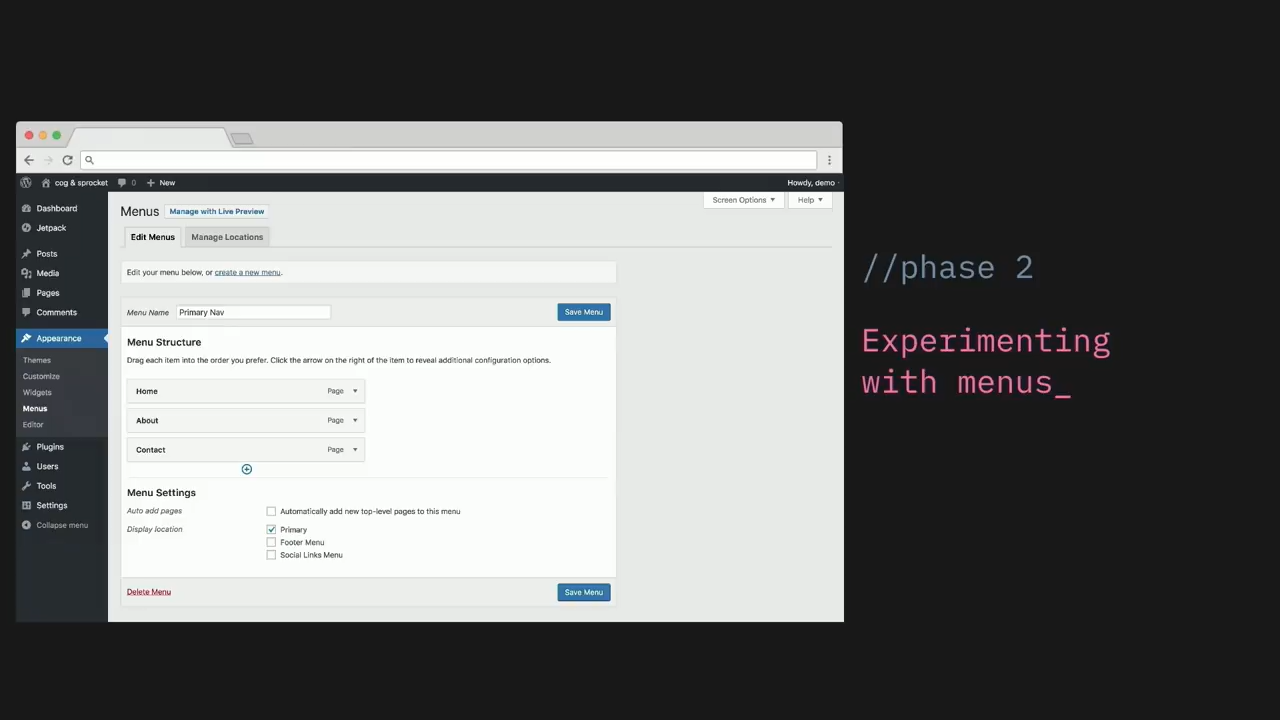 cog & sprocket 0 New Howdy, demo
Dashboard
Jetpack
Posts
Media
Pages
Comments
Appearance
Themes
Customize
Widgets
Menus
Editor
Plugins
Users
Tools
Settings
Collapse menu
Screen Options Help
Menus Manage with Live Preview
Edit Menus Manage Locations
Edit your menu below, or create a new menu.
Menu Name Primary Nav Save Menu
Menu Structure
Drag each item into the order you prefer. Click the arrow on the right of the item to reveal additional configuration options.
Home Page
About Page
Contact Page
Menu Settings
Auto add pages Automatically add new top-level pages to this menu
Display location Primary
Footer Menu
Social Links Menu
Delete Menu Save Menu
//phase 2
Experimenting
with menus_